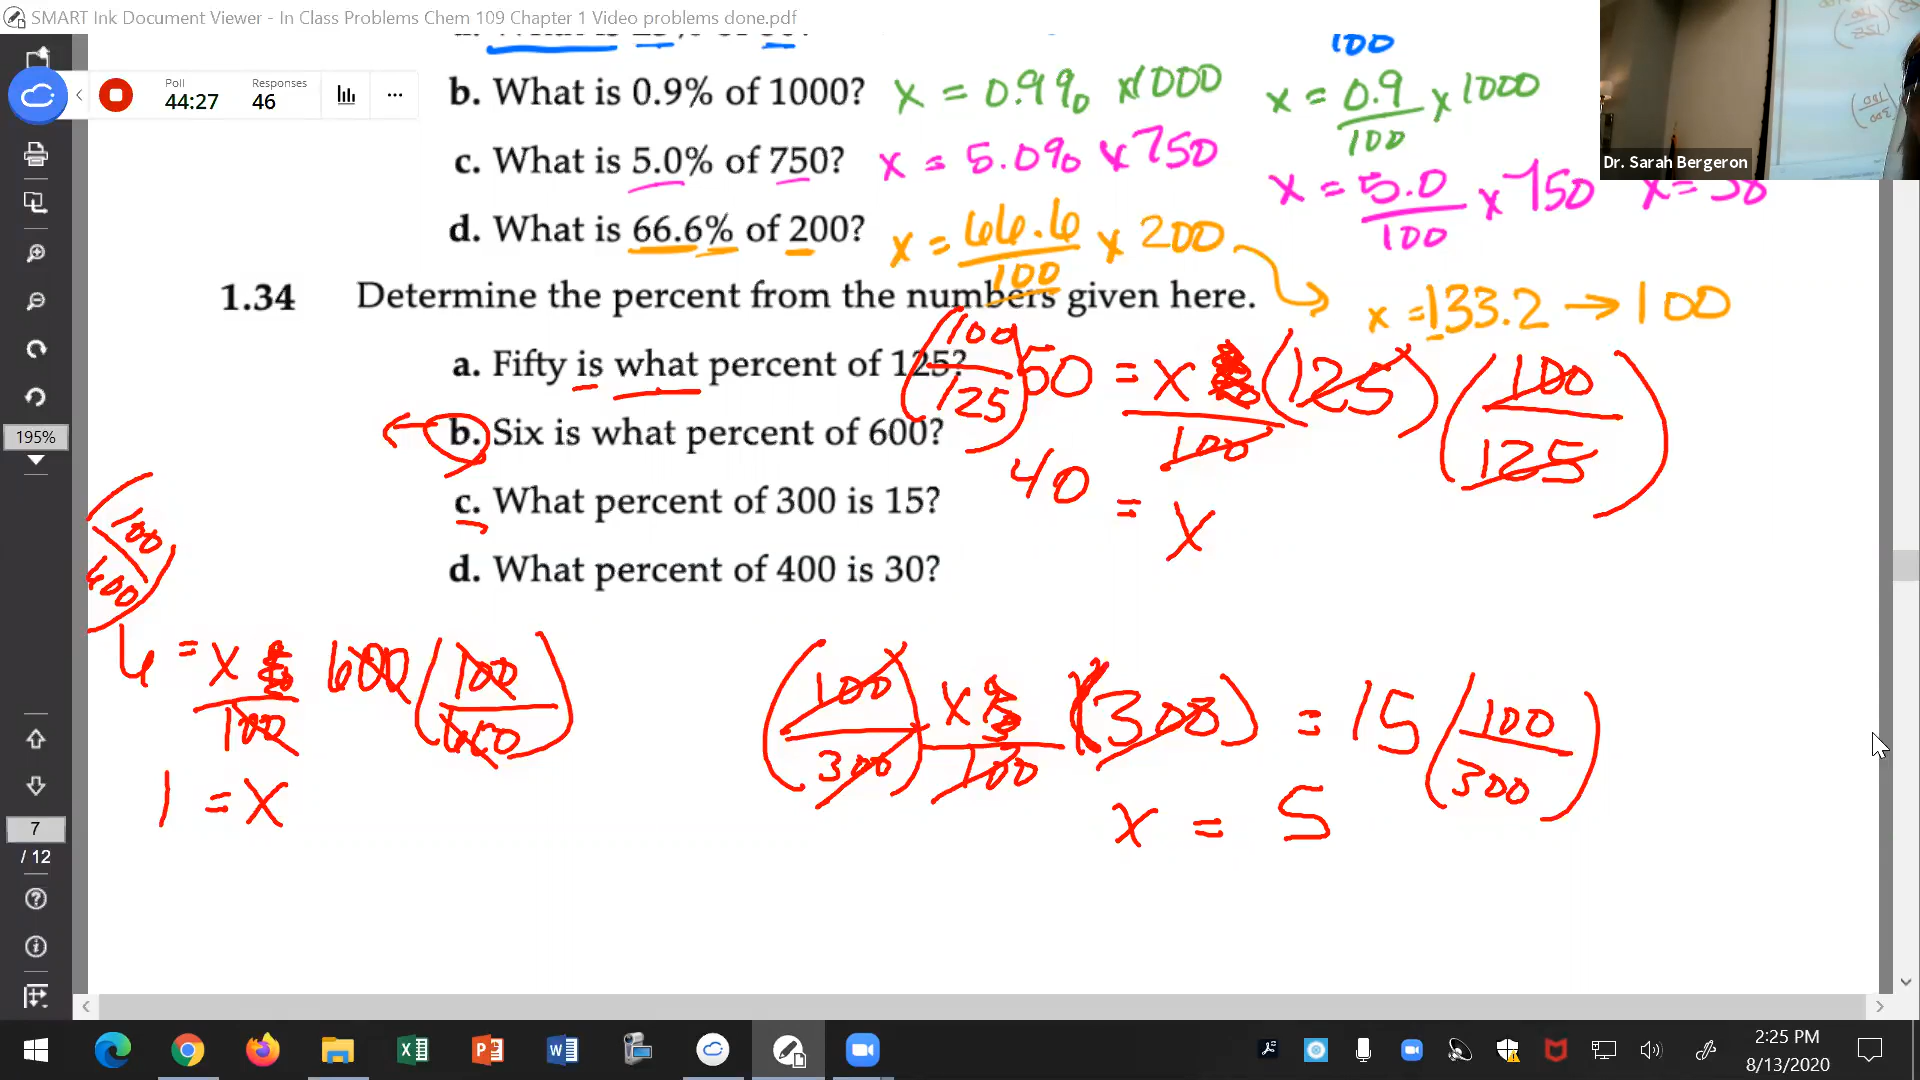 SMART Ink Document Viewer - In Class Problems Chem 109 Chapter 1 Video problems done.pdf
100
Poll
44:27
Responses
46
b. What is 0.9% of 1000? x = 0.9% x1000 x = 0.9/100 x 1000
c. What is 5.0% of 750? x = 5.0% x 750 x = 5.0/100 x 750 x = 38
Dr. Sarah Bergeron
d. What is 66.6% of 200? x = 66.6/100 x 200
x = 133.2 → 100
1.34 Determine the percent from the numbers given here.
a. Fifty is what percent of 125? (100/125) 50 = x/100 (125) (100/125)
b. Six is what percent of 600?
40 = x
c. What percent of 300 is 15?
d. What percent of 400 is 30?
(100/600)
6 = x/100 600 (100/600)
1 = x
(100/300) x/100 (300) = 15 (100/300)
x = 5
195%
7
/ 12
2:25 PM
8/13/2020